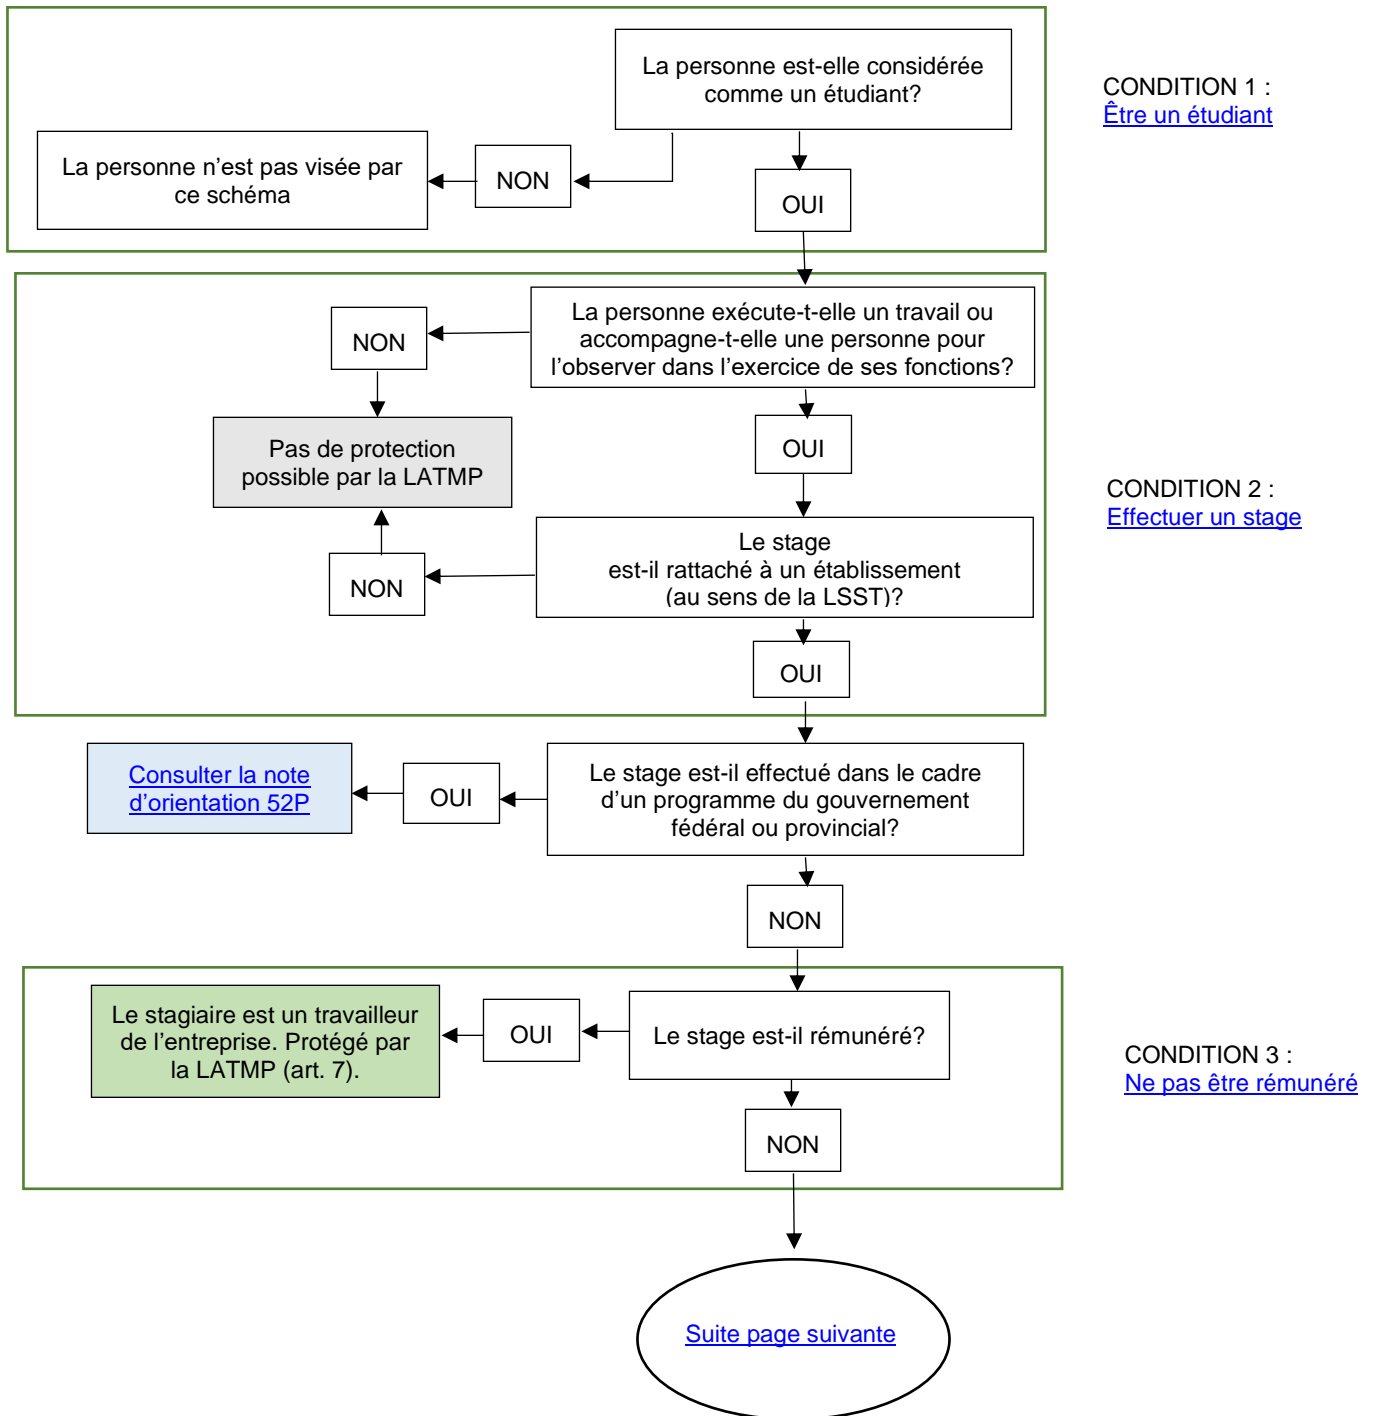 La personne est-elle considérée
comme un étudiant?
CONDITION 1 :
Être un étudiant
La personne n'est pas visée par
ce schéma
NON
OUI
La personne exécute-t-elle un travail ou
accompagne-t-elle une personne pour
l'observer dans l'exercice de ses fonctions?
NON
OUI
Pas de protection
possible par la LATMP
CONDITION 2 :
Effectuer un stage
Le stage
est-il rattaché à un établissement
(au sens de la LSST)?
NON
OUI
Le stage est-il effectué dans le cadre
d'un programme du gouvernement
fédéral ou provincial?
OUI
Consulter la note
d'orientation 52P
NON
Le stage est-il rémunéré?
OUI
Le stagiaire est un travailleur
de l'entreprise. Protégé par
la LATMP (art. 7).
CONDITION 3 :
Ne pas être rémunéré
NON
Suite page suivante